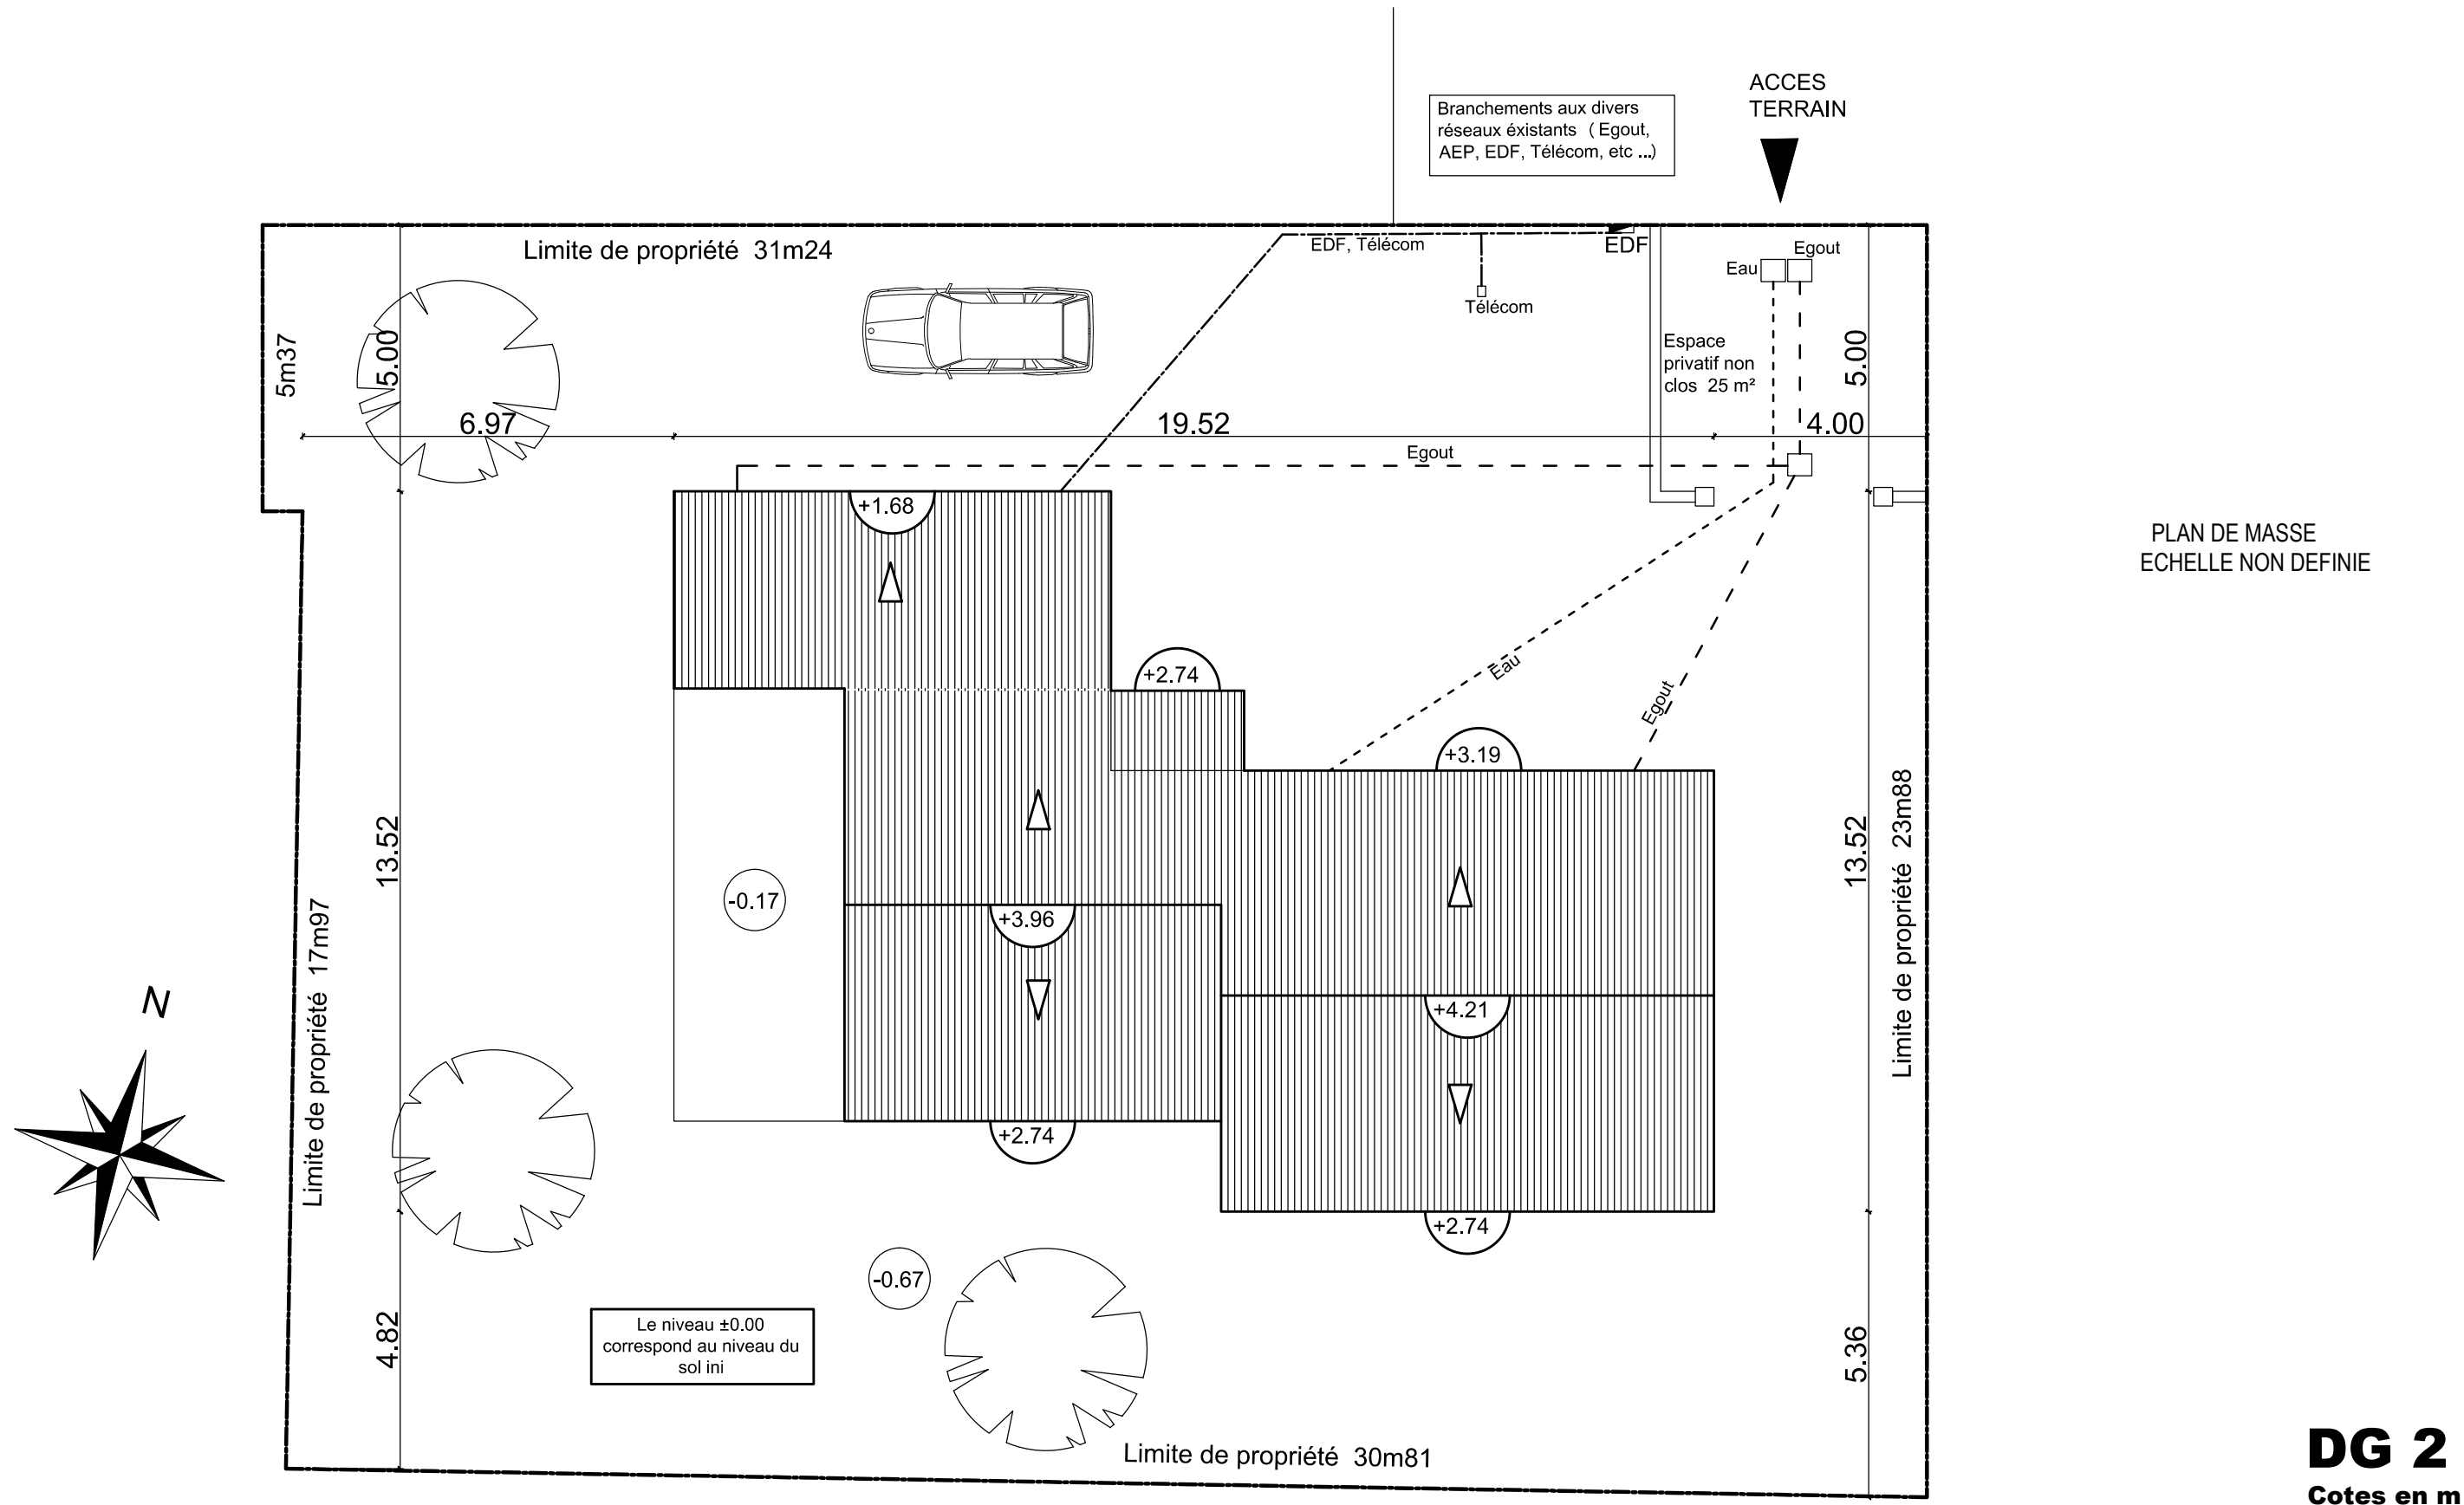 ACCES
TERRAIN
Branchements aux divers
réseaux éxistants ( Egout,
AEP, EDF, Télécom, etc ...)
Limite de propriété 31m24
EDF, Télécom
EDF
Egout
Eau
Télécom
5m37
5.00
Espace
privatif non
clos 25 m²
5.00
6.97
19.52
4.00
Egout
+1.68
PLAN DE MASSE
ECHELLE NON DEFINIE
+2.74
Eau
Egout
+3.19
13.52
13.52
Limite de propriété 23m88
-0.17
+3.96
Limite de propriété 17m97
N
+4.21
+2.74
+2.74
-0.67
Le niveau ±0.00
correspond au niveau du
sol ini
4.82
5.36
Limite de propriété 30m81
DG 2
Cotes en m